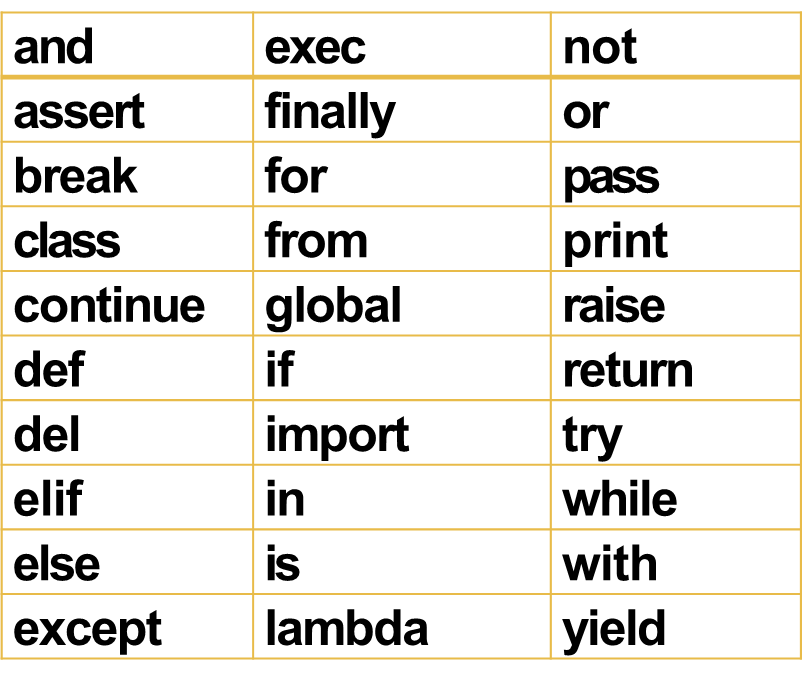 and exec not
assert finally or
break for pass
class from print
continue global raise
def if return
del import try
elif in while
else is with
except lambda yield